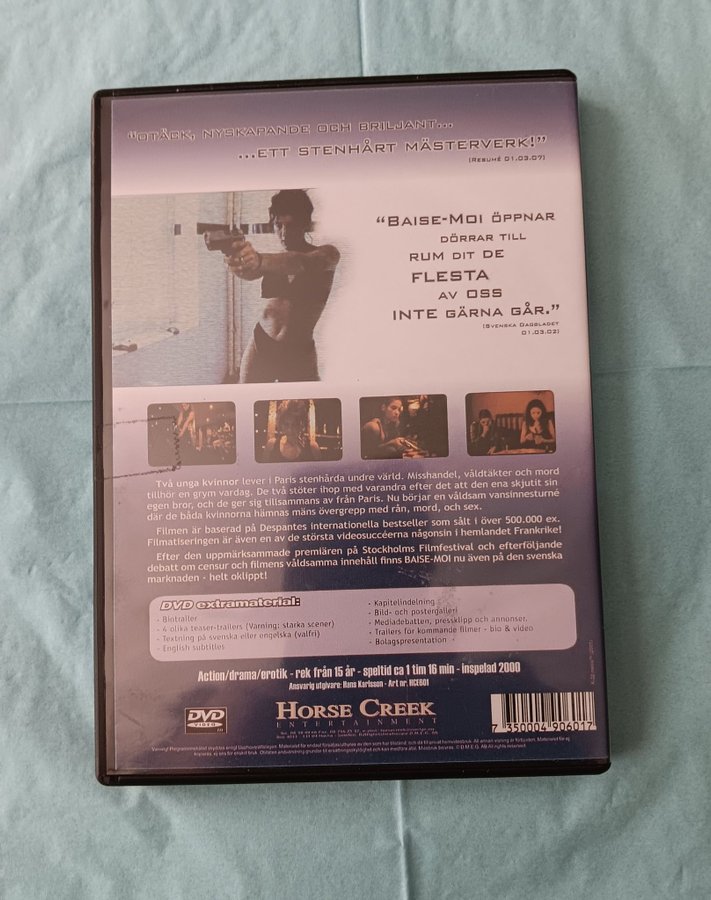 "OTÄCK, NYSKAPANDE OCH BRILJANT...
...ETT STENHÅRT MÄSTERVERK!"
(RESUMÉ 01.03.07)
"BAISE-MOI ÖPPNAR
DÖRRAR TILL
RUM DIT DE
FLESTA
AV OSS
INTE GÄRNA GÅR."
(SVENSKA DAGBLADET
01.03.02)
Två unga kvinnor lever i Paris stenhårda undre värld. Misshandel, våldtäkter och mord
tillhör en grym vardag. De två stöter ihop med varandra efter det att den ena skjutit sin
egen bror, och de ger sig tillsammans av från Paris. Nu börjar en våldsam vansinnesturné
där de båda kvinnorna hämnas mäns övergrepp med rån, mord, och sex.
Filmen är baserad på Despantes internationella bestseller som sålt i över 500.000 ex.
Filmatiseringen är även en av de största videosuccéerna någonsin i hemlandet Frankrike!
Efter den uppmärksammade premiären på Stockholms Filmfestival och efterföljande
debatt om censur och filmens våldsamma innehåll finns BAISE-MOI nu även på den svenska
marknaden - helt oklippt!
DVD extramaterial:
· Biotrailer
· 4 olika teaser-trailers (Varning: starka scener)
· Textning på svenska eller engelska (valfri)
· English subtitles
· Kapitelindelning
· Bild- och postergalleri
· Mediadebatten, pressklipp och annonser.
· Trailers för kommande filmer - bio & video
· Bolagspresentation
Action/drama/erotik - rek från 15 år - speltid ca 1 tim 16 min - inspelad 2000
Ansvarig utgivare: Hans Karlsson - Art nr: HCE601
DVD
VIDEO
HORSE CREEK
ENTERTAINMENT
7 350004 906017